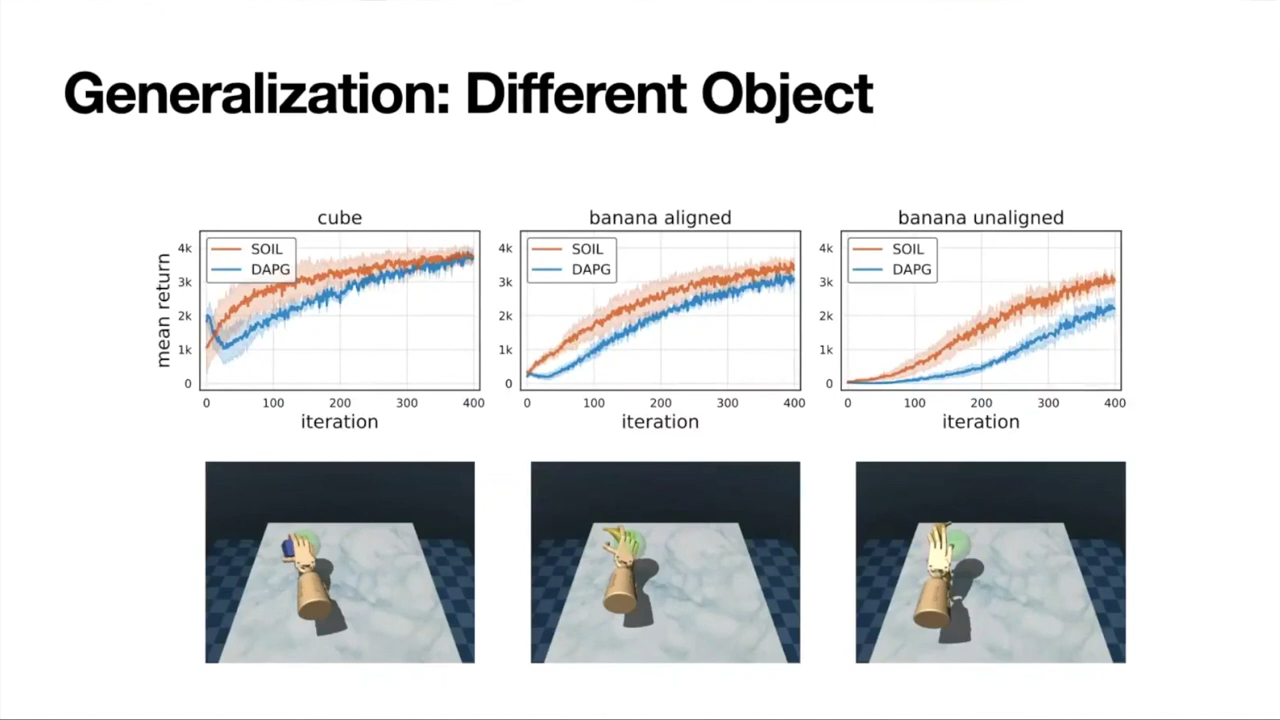 Generalization: Different Object
cube
banana aligned
banana unaligned
mean return
4k
3k
2k
1k
0
SOIL
DAPG
0 100 200 300 400
iteration
4k
3k
2k
1k
0
SOIL
DAPG
0 100 200 300 400
iteration
4k
3k
2k
1k
0
SOIL
DAPG
0 100 200 300 400
iteration